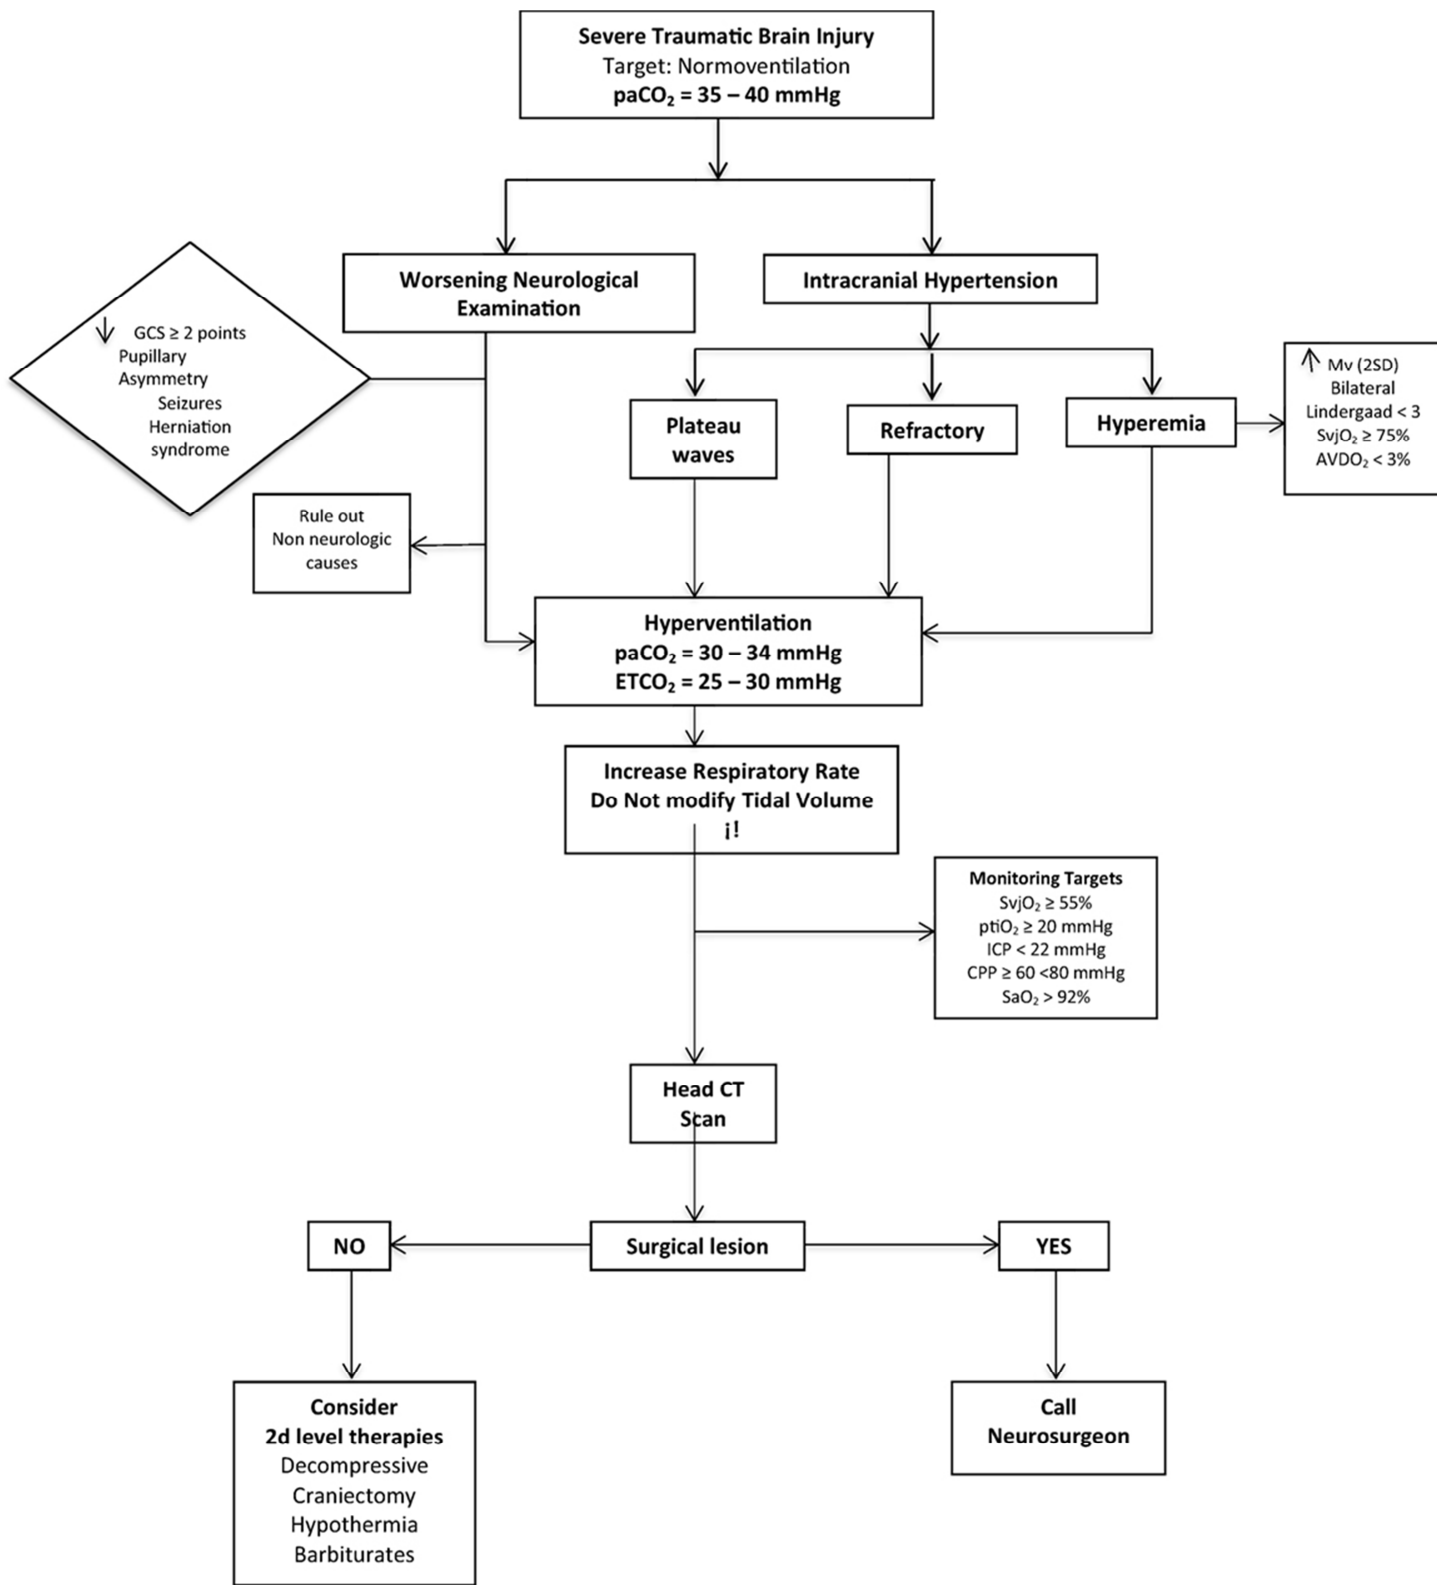 Severe Traumatic Brain Injury
Target: Normoventilation
paCO₂ = 35 – 40 mmHg
Worsening Neurological
Examination
Intracranial Hypertension
↓ GCS ≥ 2 points
Pupillary
Asymmetry
Seizures
Herniation
syndrome
Plateau
waves
Refractory
Hyperemia
↑ Mv (2SD)
Bilateral
Lindergaad < 3
SvjO₂ ≥ 75%
AVDO₂ < 3%
Rule out
Non neurologic
causes
Hyperventilation
paCO₂ = 30 – 34 mmHg
ETCO₂ = 25 – 30 mmHg
Increase Respiratory Rate
Do Not modify Tidal Volume
¡!
Monitoring Targets
SvjO₂ ≥ 55%
ptiO₂ ≥ 20 mmHg
ICP < 22 mmHg
CPP ≥ 60 <80 mmHg
SaO₂ > 92%
Head CT
Scan
NO
Surgical lesion
YES
Consider
2d level therapies
Decompressive
Craniectomy
Hypothermia
Barbiturates
Call
Neurosurgeon